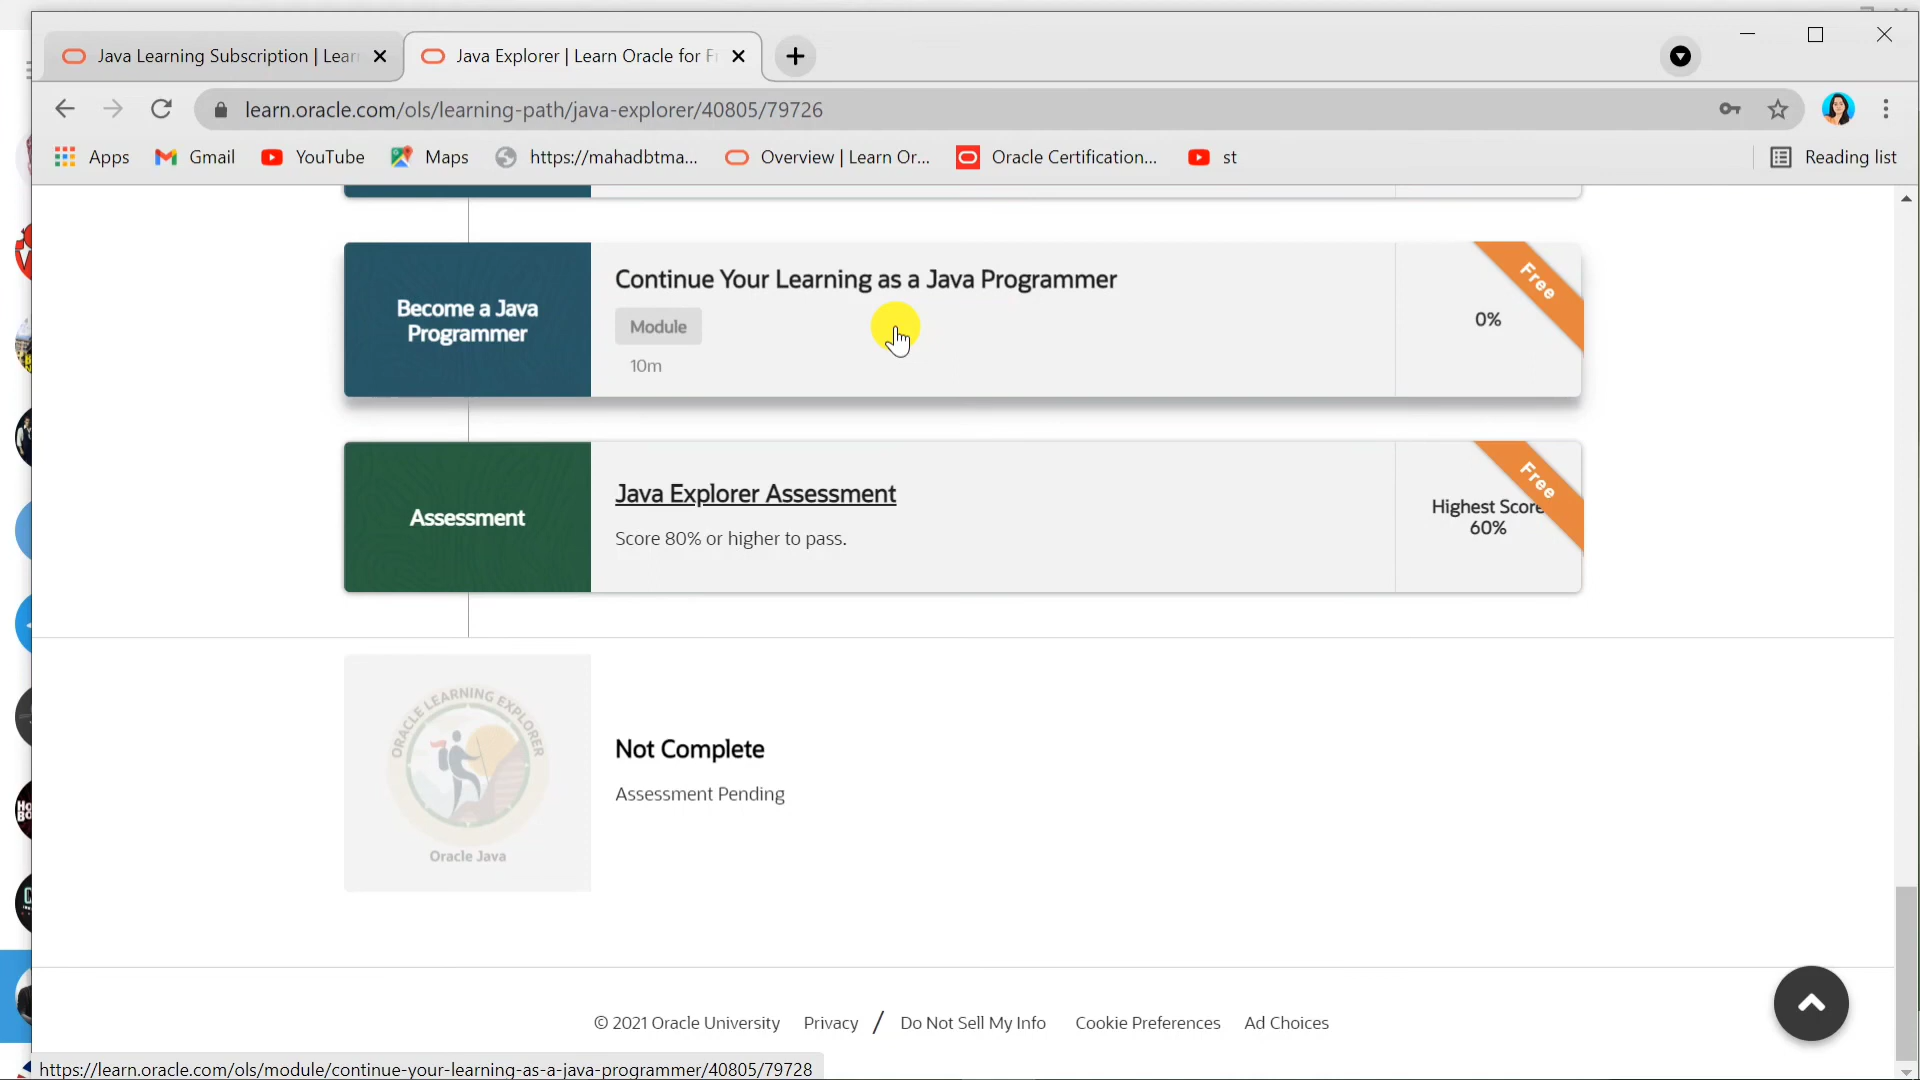 Java Learning Subscription | Lear
Java Explorer | Learn Oracle for Fr
learn.oracle.com/ols/learning-path/java-explorer/40805/79726
Apps
Gmail
YouTube
Maps
https://mahadbtma...
Overview | Learn Or...
Oracle Certification...
st
Reading list
Become a Java
Programmer
Continue Your Learning as a Java Programmer
Module
10m
0%
Free
Assessment
Java Explorer Assessment
Score 80% or higher to pass.
Highest Score
60%
Free
ORACLE LEARNING EXPLORER
Oracle Java
Not Complete
Assessment Pending
© 2021 Oracle University
Privacy /
Do Not Sell My Info
Cookie Preferences
Ad Choices
https://learn.oracle.com/ols/module/continue-your-learning-as-a-java-programmer/40805/79728